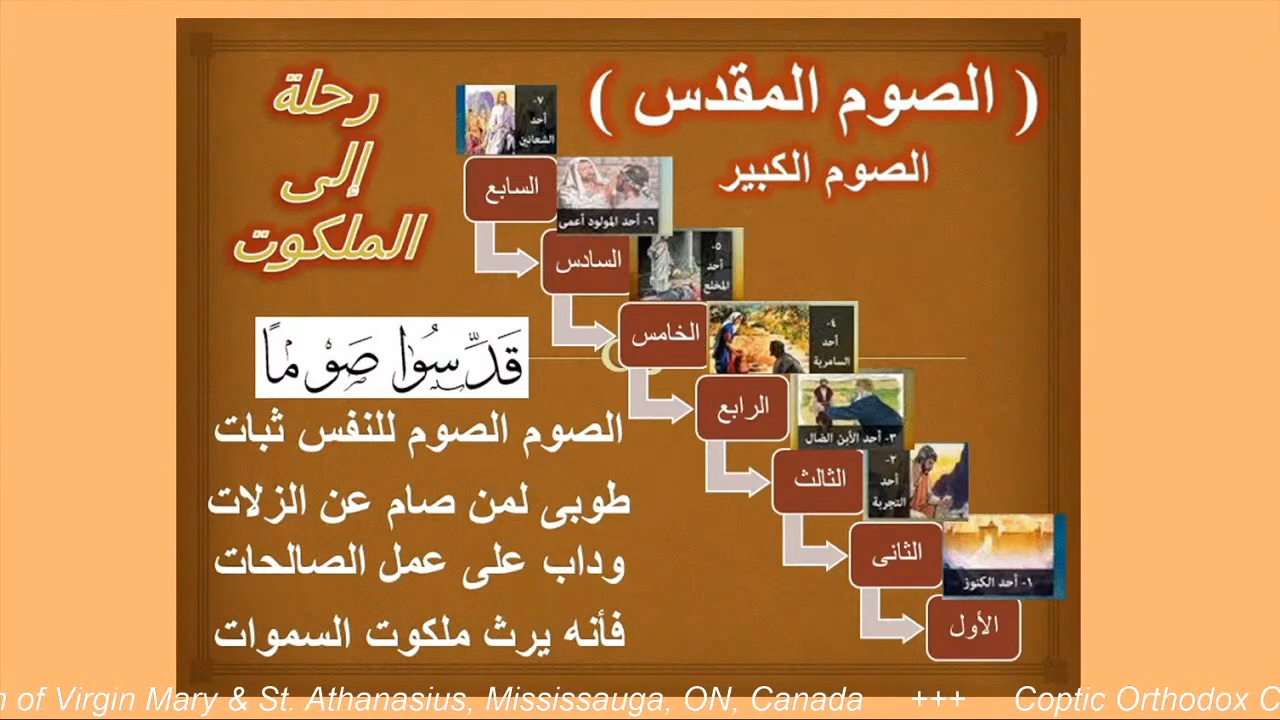 ( الصوم المقدس )
الصوم الكبير
رحلة
إلى
الملكوت
٧-
أحد
الشعانين
السابع
٦- أحد المولود أعمى
السادس
٥-
أحد
المخلع
الخامس
٤-
أحد
السامرية
الرابع
٣- أحد الأبن الضال
الثالث
٢-
أحد
التجربة
الثانى
١- أحد الكنوز
الأول
قَدِّسُوا صَوْمًا
الصوم الصوم للنفس ثبات
طوبى لمن صام عن الزلات
وداب على عمل الصالحات
فأنه يرث ملكوت السموات
n of Virgin Mary & St. Athanasius, Mississauga, ON, Canada +++ Coptic Orthodox C